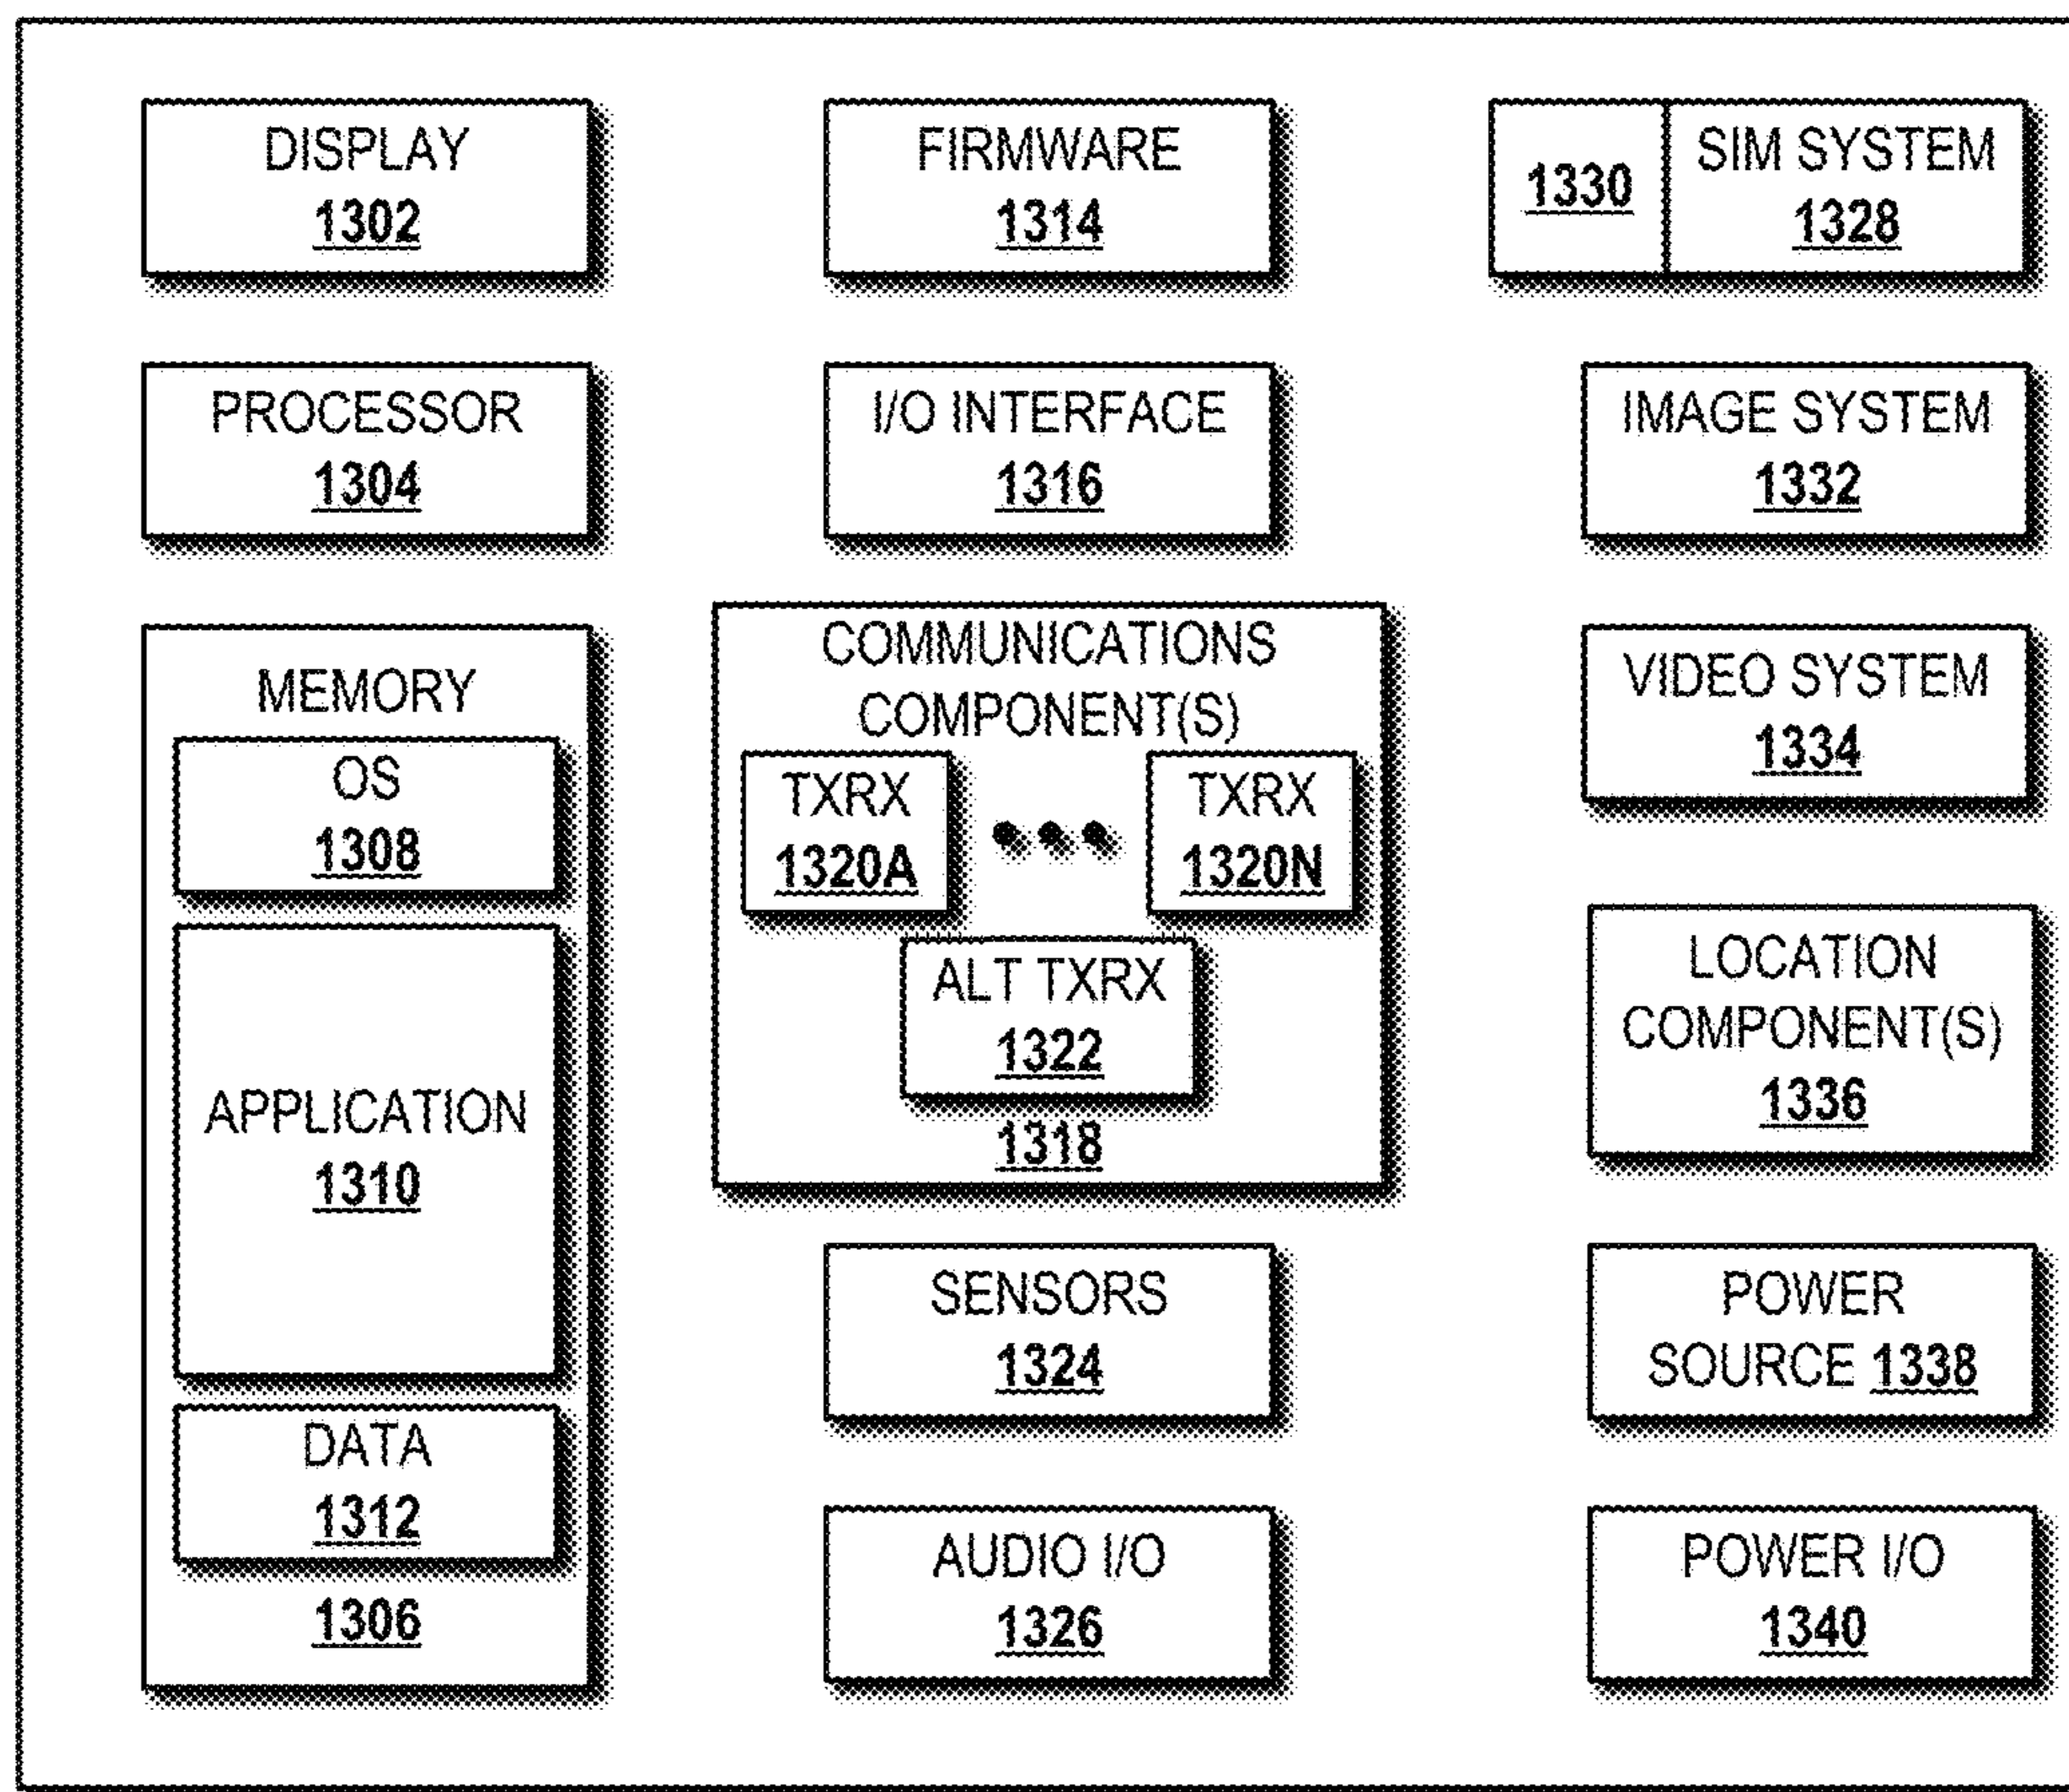 DISPLAY
1302
PROCESSOR
1304
MEMORY
OS
1308
APPLICATION
1310
DATA
1312
1306
FIRMWARE
1314
I/O INTERFACE
1316
COMMUNICATIONS
COMPONENT(S)
TXRX
1320A
TXRX
1320N
ALT TXRX
1322
1318
SENSORS
1324
AUDIO I/O
1326
1330
SIM SYSTEM
1328
IMAGE SYSTEM
1332
VIDEO SYSTEM
1334
LOCATION
COMPONENT(S)
1336
POWER
SOURCE 1338
POWER I/O
1340